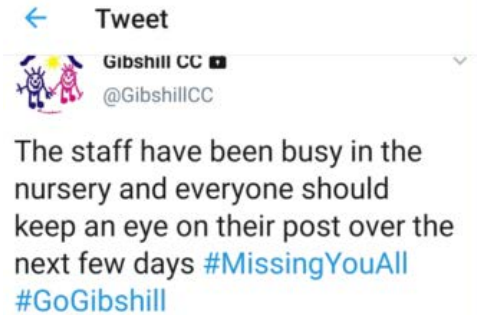 Tweet
Gibshill CC
@GibshillCC
The staff have been busy in the
nursery and everyone should
keep an eye on their post over the
next few days #MissingYouAll
#GoGibshill